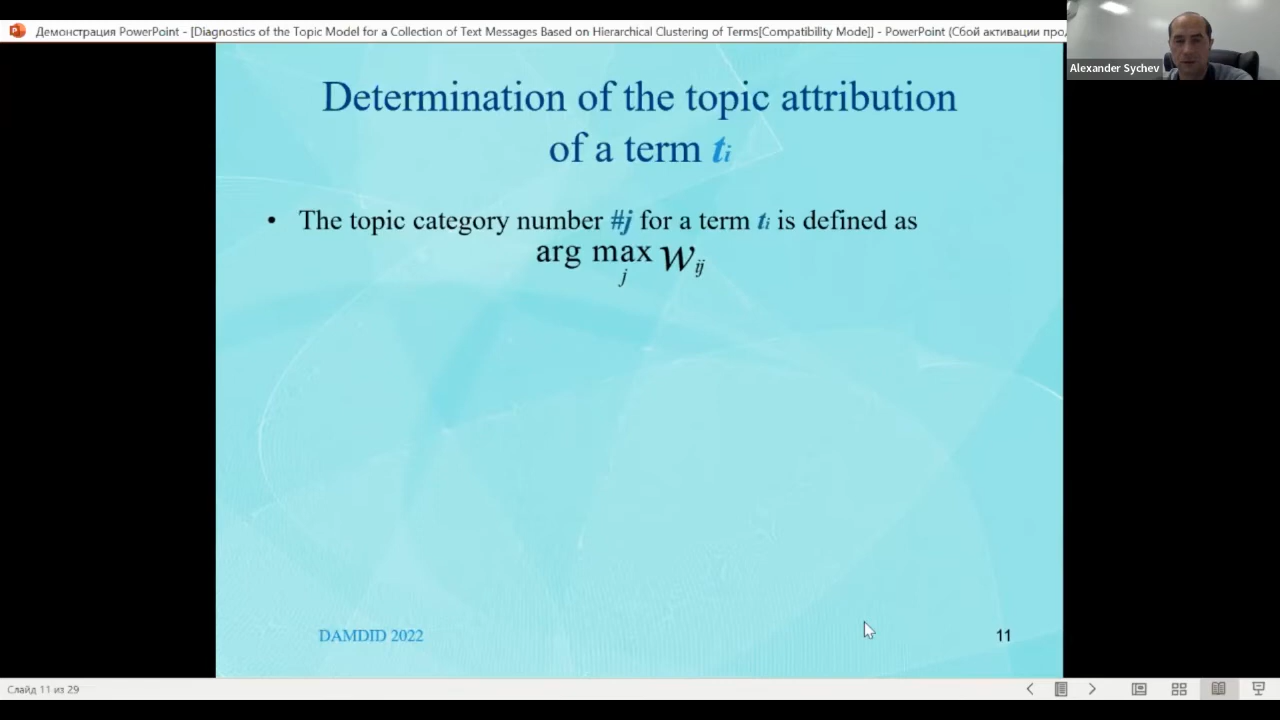 Демонстрация PowerPoint - [Diagnostics of the Topic Model for a Collection of Text Messages Based on Hierarchical Clustering of Terms[Compatibility Mode]] - PowerPoint (Сбой активации про
Alexander Sychev
Determination of the topic attribution
of a term tᵢ
• The topic category number #j for a term tᵢ is defined as
arg max w_ij
j
DAMDID 2022
11
Слайд 11 из 29